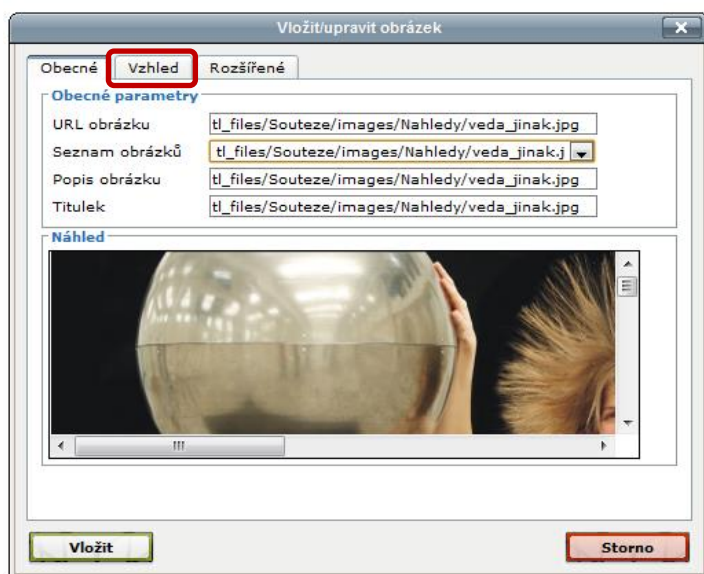 Vložit/upravit obrázek
Obecné Vzhled Rozšířené
Obecné parametry
URL obrázku tl_files/Souteze/images/Nahledy/veda_jinak.jpg
Seznam obrázků tl_files/Souteze/images/Nahledy/veda_jinak.j
Popis obrázku tl_files/Souteze/images/Nahledy/veda_jinak.jpg
Titulek tl_files/Souteze/images/Nahledy/veda_jinak.jpg
Náhled
Vložit Storno